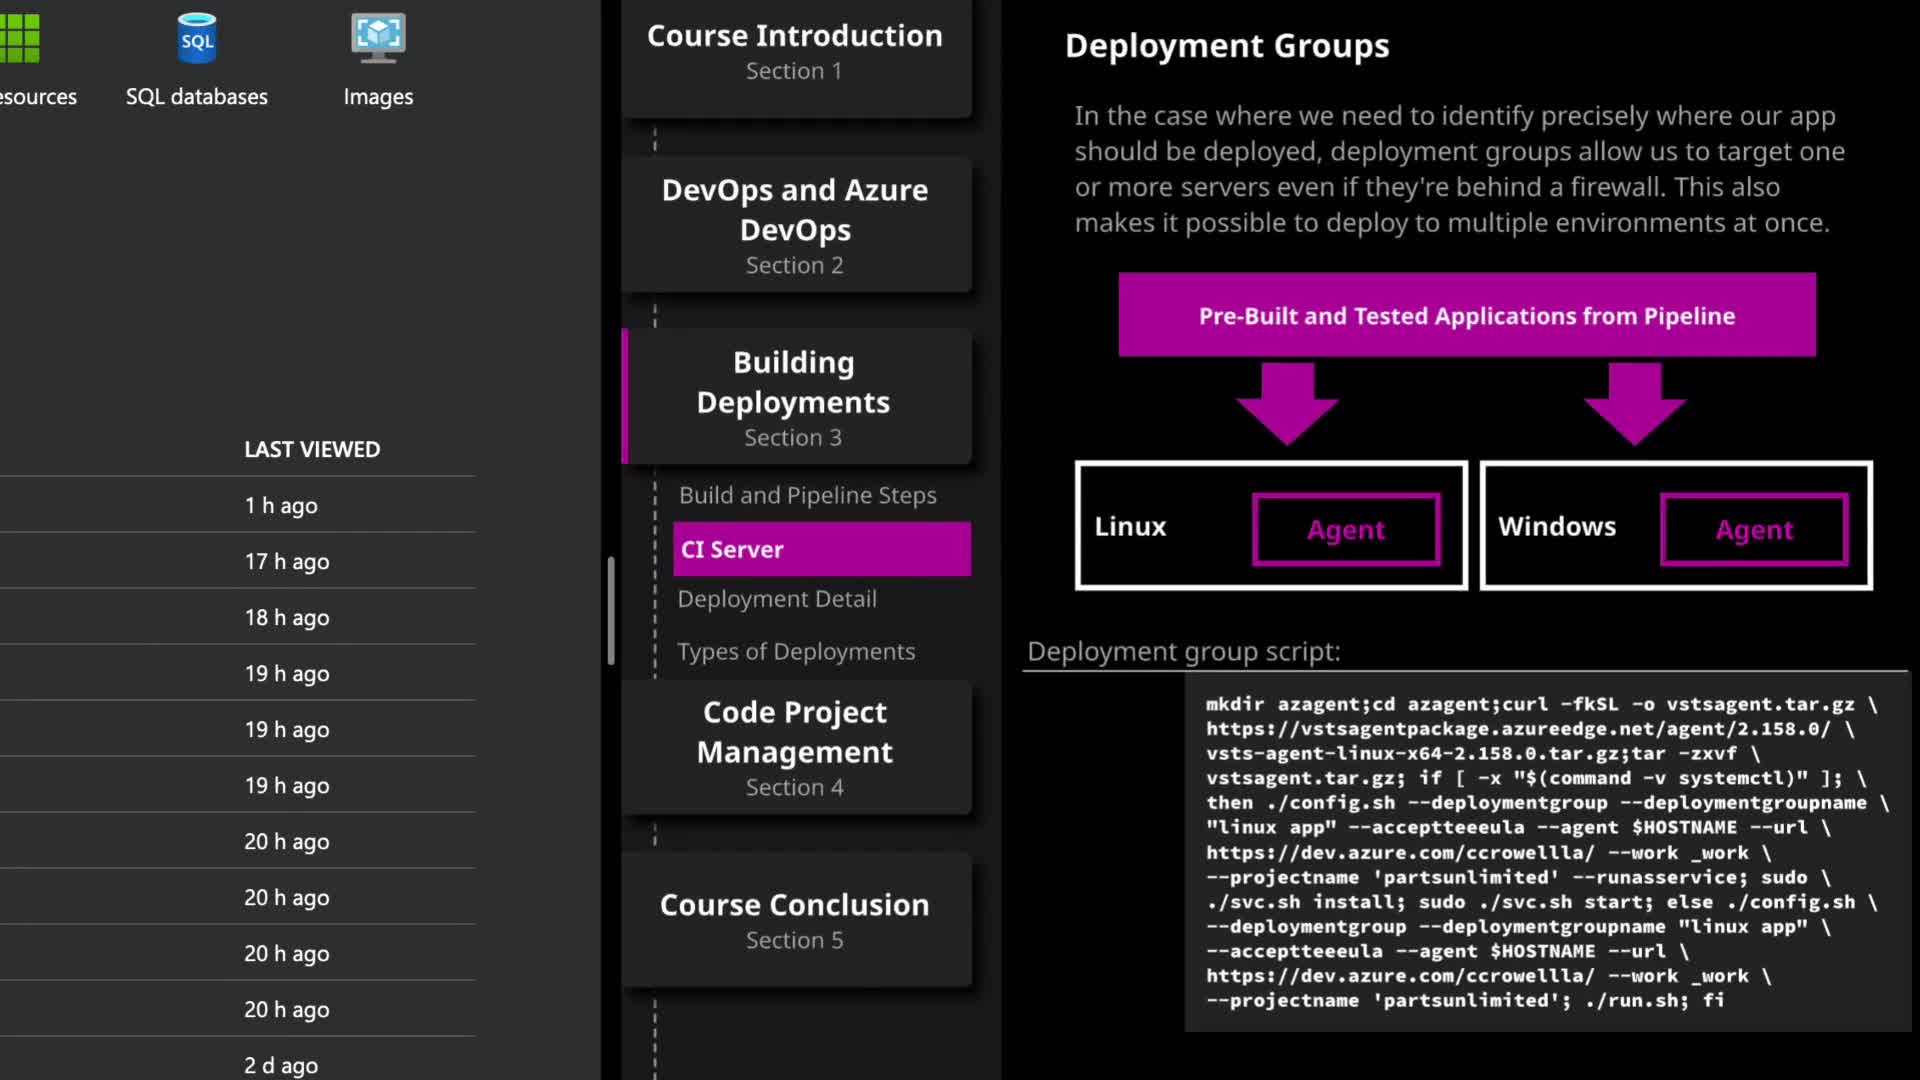 esources
SQL databases
Images
LAST VIEWED
1 h ago
17 h ago
18 h ago
19 h ago
19 h ago
19 h ago
20 h ago
20 h ago
20 h ago
20 h ago
2 d ago
Course Introduction
Section 1
DevOps and Azure
DevOps
Section 2
Building
Deployments
Section 3
Build and Pipeline Steps
CI Server
Deployment Detail
Types of Deployments
Code Project
Management
Section 4
Course Conclusion
Section 5
Deployment Groups
In the case where we need to identify precisely where our app
should be deployed, deployment groups allow us to target one
or more servers even if they're behind a firewall. This also
makes it possible to deploy to multiple environments at once.
Pre-Built and Tested Applications from Pipeline
Linux
Agent
Windows
Agent
Deployment group script:
mkdir azagent;cd azagent;curl -fkSL -o vstsagent.tar.gz \
https://vstsagentpackage.azureedge.net/agent/2.158.0/ \
vsts-agent-linux-x64-2.158.0.tar.gz;tar -zxvf \
vstsagent.tar.gz; if [ -x "$(command -v systemctl)" ]; \
then ./config.sh --deploymentgroup --deploymentgroupname \
"linux app" --acceptteeeula --agent $HOSTNAME --url \
https://dev.azure.com/ccrowellla/ --work _work \
--projectname 'partsunlimited' --runasservice; sudo \
./svc.sh install; sudo ./svc.sh start; else ./config.sh \
--deploymentgroup --deploymentgroupname "linux app" \
--acceptteeeula --agent $HOSTNAME --url \
https://dev.azure.com/ccrowellla/ --work _work \
--projectname 'partsunlimited'; ./run.sh; fi
SQL